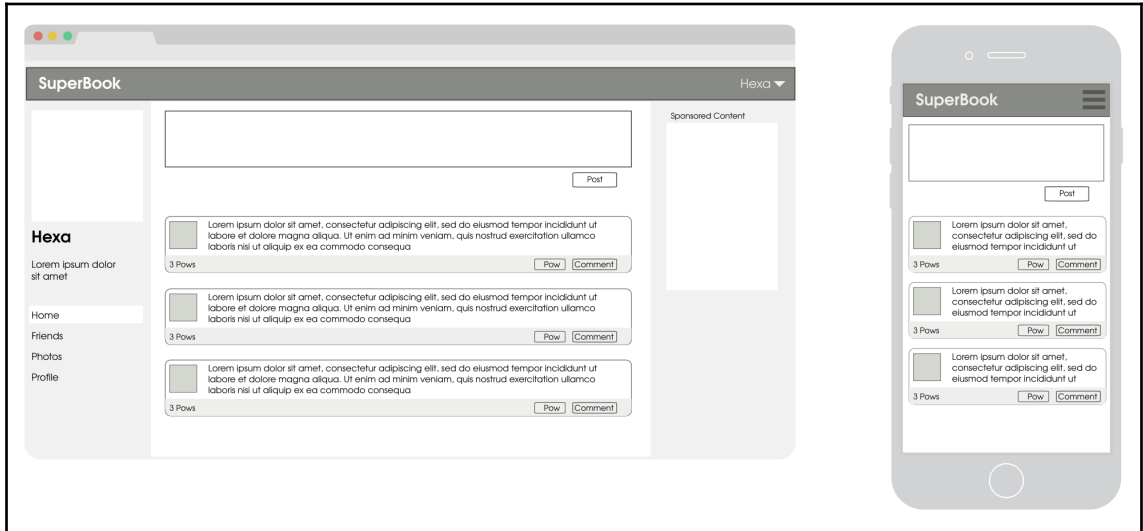 SuperBook
Hexa
Hexa
Lorem ipsum dolor
sit amet
Home
Friends
Photos
Profile
Post
Lorem ipsum dolor sit amet, consectetur adipiscing elit, sed do eiusmod tempor incididunt ut
labore et dolore magna aliqua. Ut enim ad minim veniam, quis nostrud exercitation ullamco
laboris nisi ut aliquip ex ea commodo consequa
3 Pows
Pow
Comment
Lorem ipsum dolor sit amet, consectetur adipiscing elit, sed do eiusmod tempor incididunt ut
labore et dolore magna aliqua. Ut enim ad minim veniam, quis nostrud exercitation ullamco
laboris nisi ut aliquip ex ea commodo consequa
3 Pows
Pow
Comment
Lorem ipsum dolor sit amet, consectetur adipiscing elit, sed do eiusmod tempor incididunt ut
labore et dolore magna aliqua. Ut enim ad minim veniam, quis nostrud exercitation ullamco
laboris nisi ut aliquip ex ea commodo consequa
3 Pows
Pow
Comment
Sponsored Content
SuperBook
Post
Lorem ipsum dolor sit amet,
consectetur adipiscing elit, sed do
eiusmod tempor incididunt ut
3 Pows
Pow
Comment
Lorem ipsum dolor sit amet,
consectetur adipiscing elit, sed do
eiusmod tempor incididunt ut
3 Pows
Pow
Comment
Lorem ipsum dolor sit amet,
consectetur adipiscing elit, sed do
eiusmod tempor incididunt ut
3 Pows
Pow
Comment